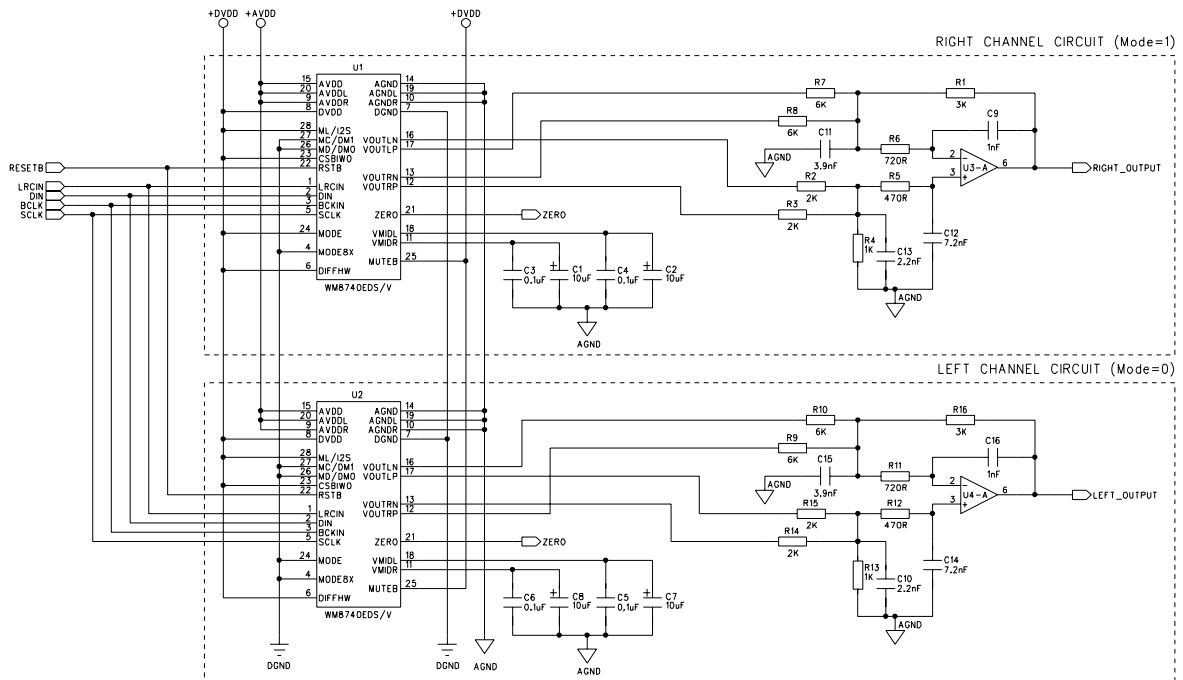 +DVDD +AVDD +DVDD
RIGHT CHANNEL CIRCUIT (Mode=1)
U1
15 AVDD AGND 14
20 AVDDL AGNDL 19
9 AVDDR AGNDR 10
8 DVDD DGND 7
28 ML/I2S
27 MC/DM1 VOUTLN 16
26 MD/DM0 VOUTLP 17
23 CSBIWO
22 RSTB VOUTRN 13
1 LRCIN VOUTRP 12
2 DIN
3 BCKIN
5 SCLK ZERO 21
24 MODE VMIDL 18
VMIDR 11
4 MODE8X
MUTEB 25
6 DIFFHW
WM8740EDS/V
RESETB
LRCIN
DIN
BCLK
SCLK
ZERO
R7
6K
R8
6K
C11
3.9nF
AGND
R1
3K
C9
1nF
R6
720R
R2
2K
R5
470R
R3
2K
2 -
3 +
U3-A
6
RIGHT_OUTPUT
R4
1K
C13
2.2nF
C12
7.2nF
AGND
C3
0.1uF
+ C1
10uF
C4
0.1uF
+ C2
10uF
AGND
LEFT CHANNEL CIRCUIT (Mode=0)
U2
15 AVDD AGND 14
20 AVDDL AGNDL 19
9 AVDDR AGNDR 10
8 DVDD DGND 7
28 ML/I2S
27 MC/DM1 VOUTLN 16
26 MD/DM0 VOUTLP 17
23 CSBIWO
22 RSTB VOUTRN 13
1 LRCIN VOUTRP 12
2 DIN
3 BCKIN
5 SCLK ZERO 21
24 MODE VMIDL 18
VMIDR 11
4 MODE8X
MUTEB 25
6 DIFFHW
WM8740EDS/V
ZERO
R10
6K
R9
6K
C15
3.9nF
AGND
R16
3K
C16
1nF
R11
720R
R15
2K
R12
470R
R14
2K
2 -
3 +
U4-A
6
LEFT_OUTPUT
R13
1K
C10
2.2nF
C14
7.2nF
AGND
C6
0.1uF
+ C8
10uF
C5
0.1uF
+ C7
10uF
AGND
DGND DGND AGND